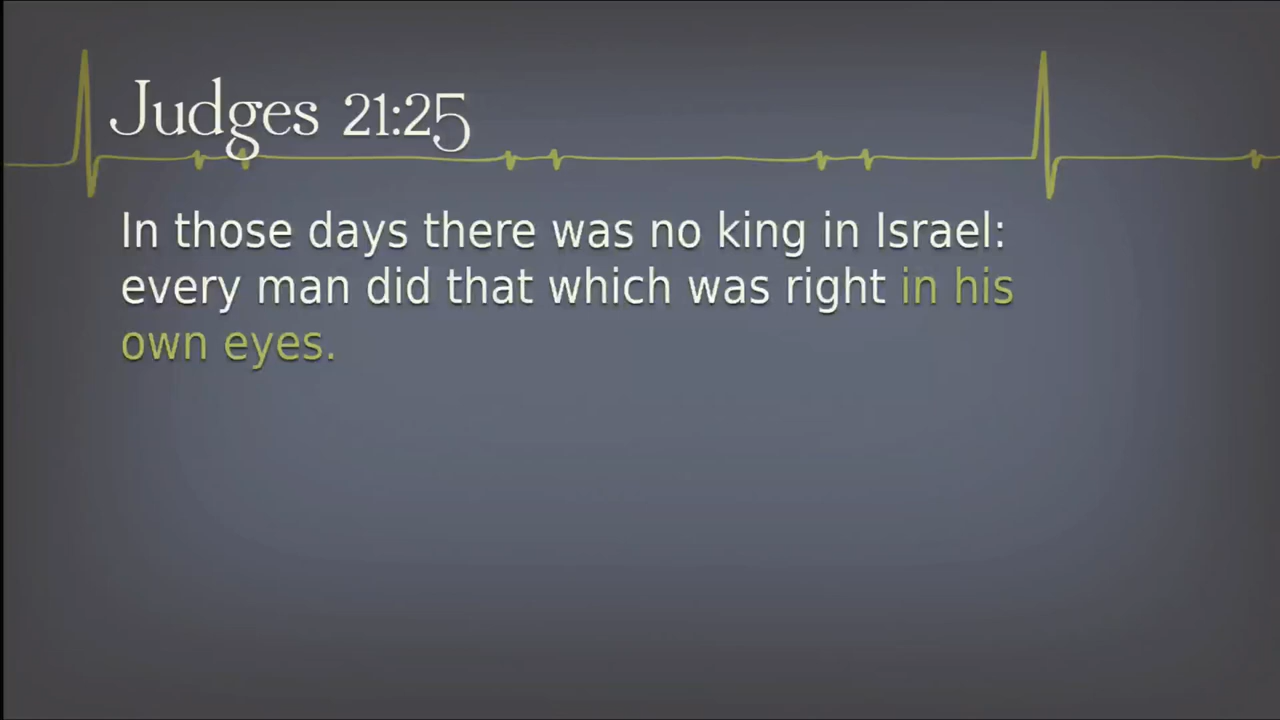 Judges 21:25
In those days there was no king in Israel:
every man did that which was right in his
own eyes.